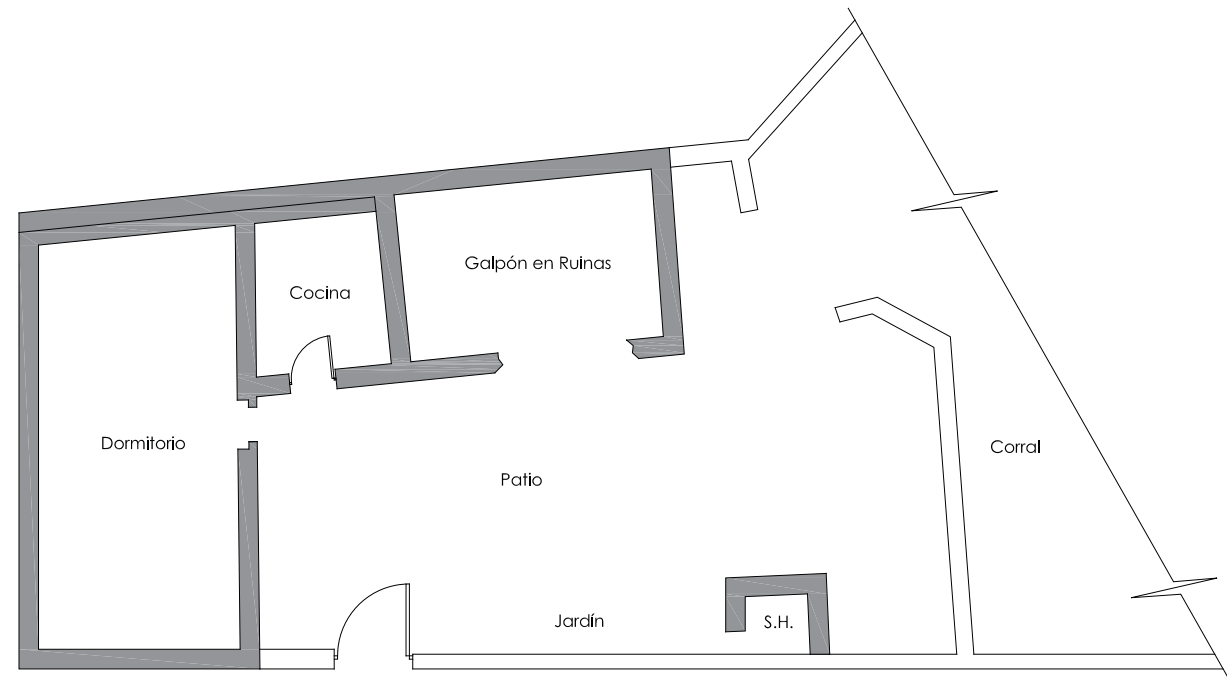 Galpón en Ruinas
Cocina
Dormitorio
Corral
Patio
Jardín
S.H.